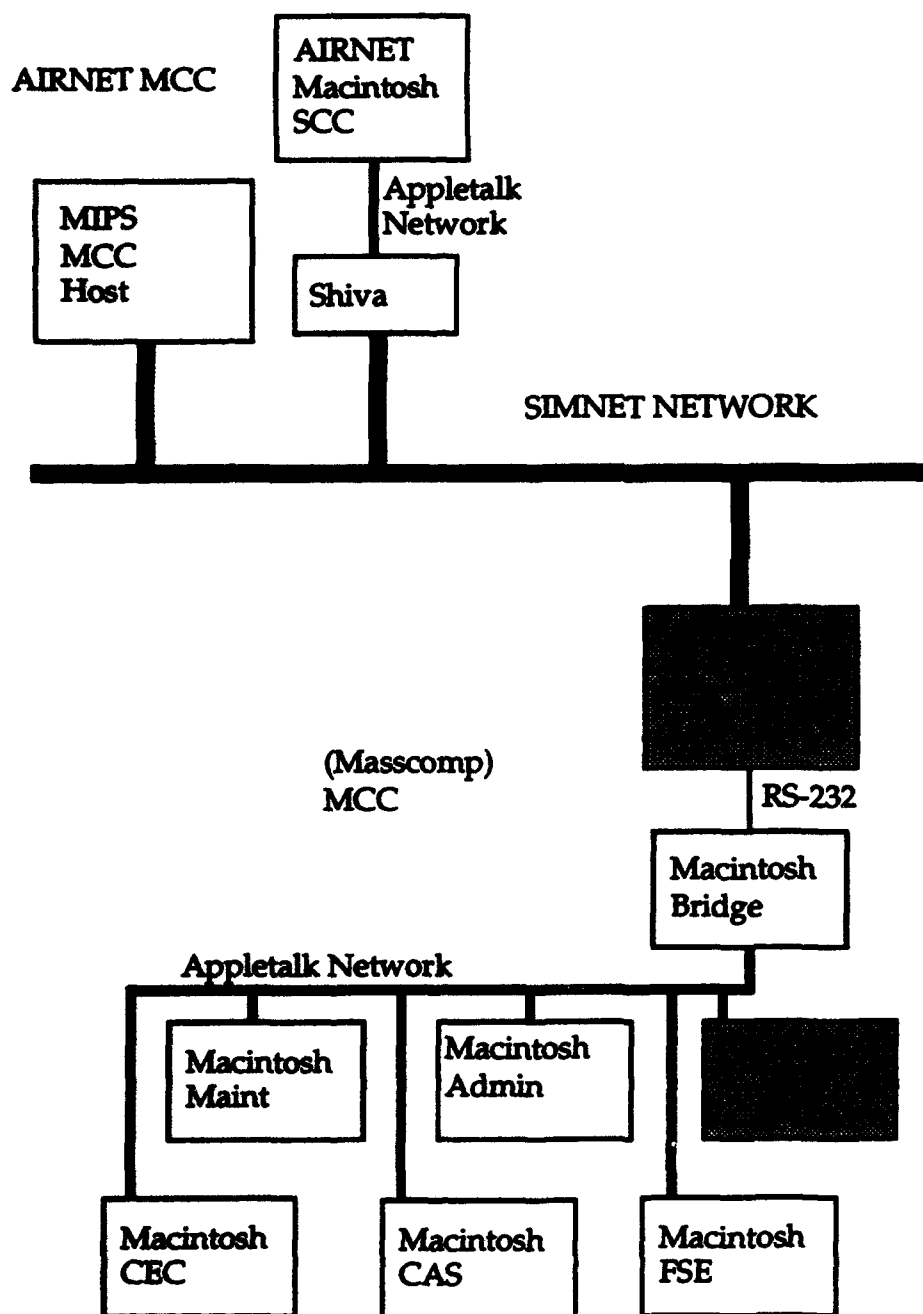 AIRNET MCC
AIRNET
Macintosh
SCC
Appletalk
Network
MIPS
MCC
Host
Shiva
SIMNET NETWORK
(Masscomp)
MCC
RS-232
Macintosh
Bridge
Appletalk Network
Macintosh
Maint
Macintosh
Admin
Macintosh
CEC
Macintosh
CAS
Macintosh
FSE